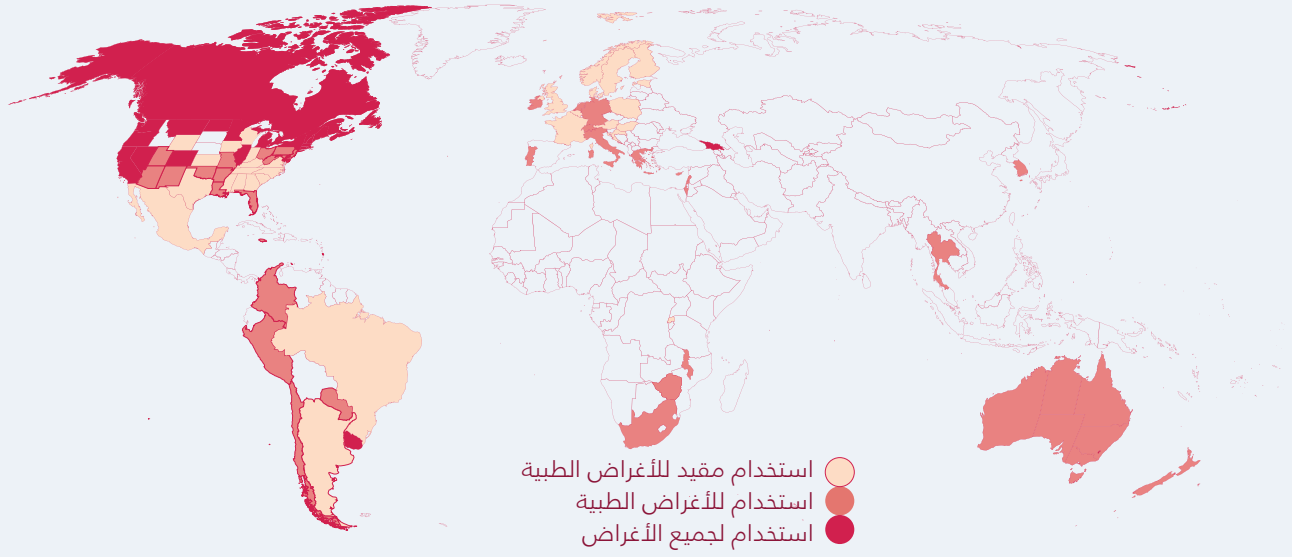 استخدام مقيد للأغراض الطبية
استخدام للأغراض الطبية
استخدام لجميع الأغراض